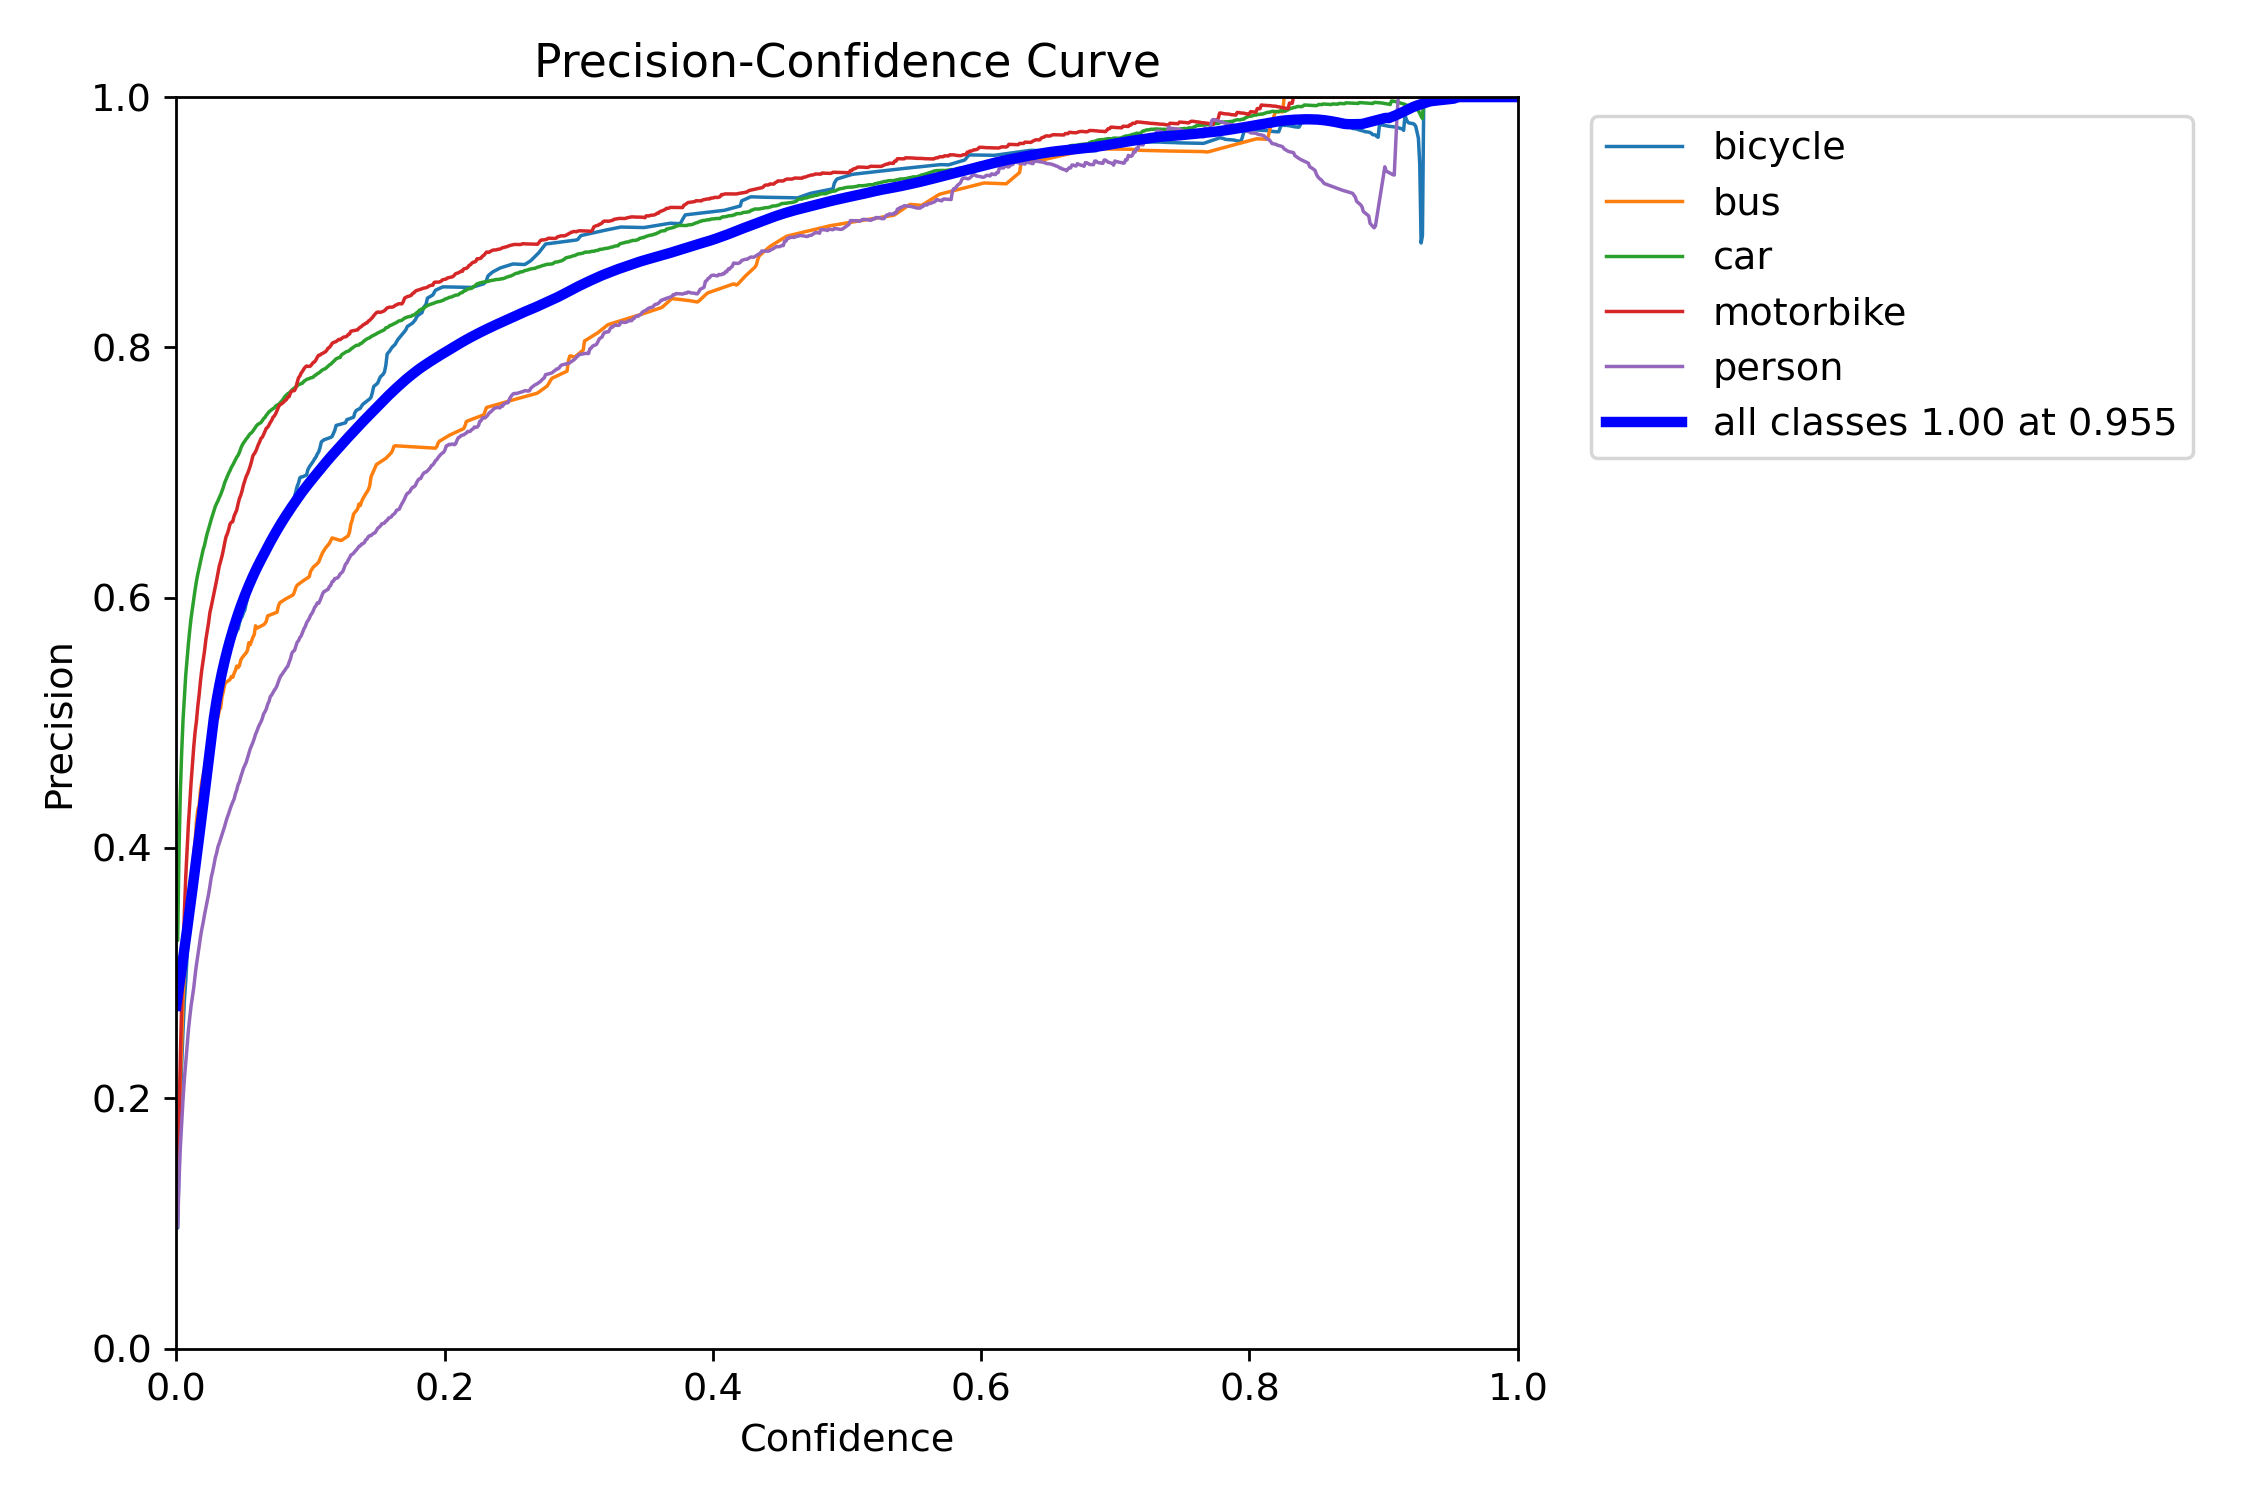 Precision-Confidence Curve
1.0
0.8
0.6
0.4
0.2
0.0
Precision
0.0 0.2 0.4 0.6 0.8 1.0
Confidence
bicycle
bus
car
motorbike
person
all classes 1.00 at 0.955